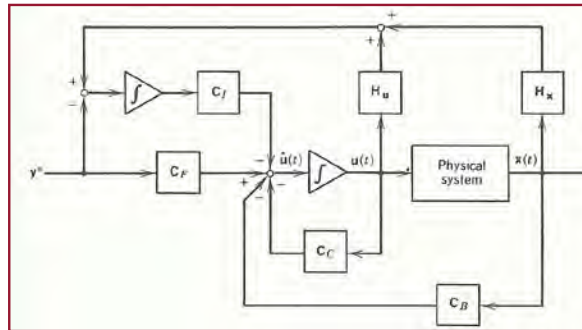 +
+
+
−
∫
C_I
H_u
H_x
−
u̇(t)
u(t)
Physical
system
x(t)
y*
C_F
+
∫
−
−
C_C
C_B